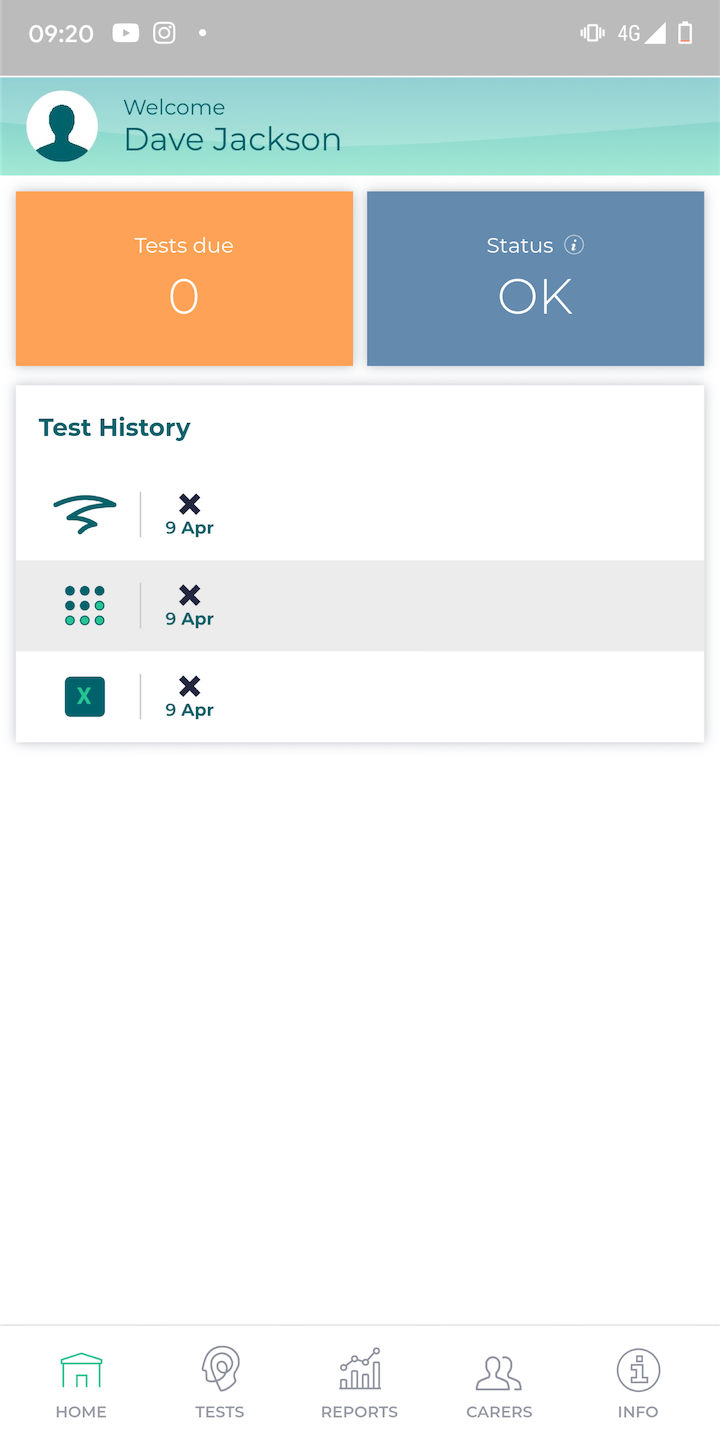 09:20
4G
Welcome
Dave Jackson
Tests due
0
Status i
OK
Test History
9 Apr
9 Apr
X
9 Apr
HOME
TESTS
REPORTS
CARERS
INFO